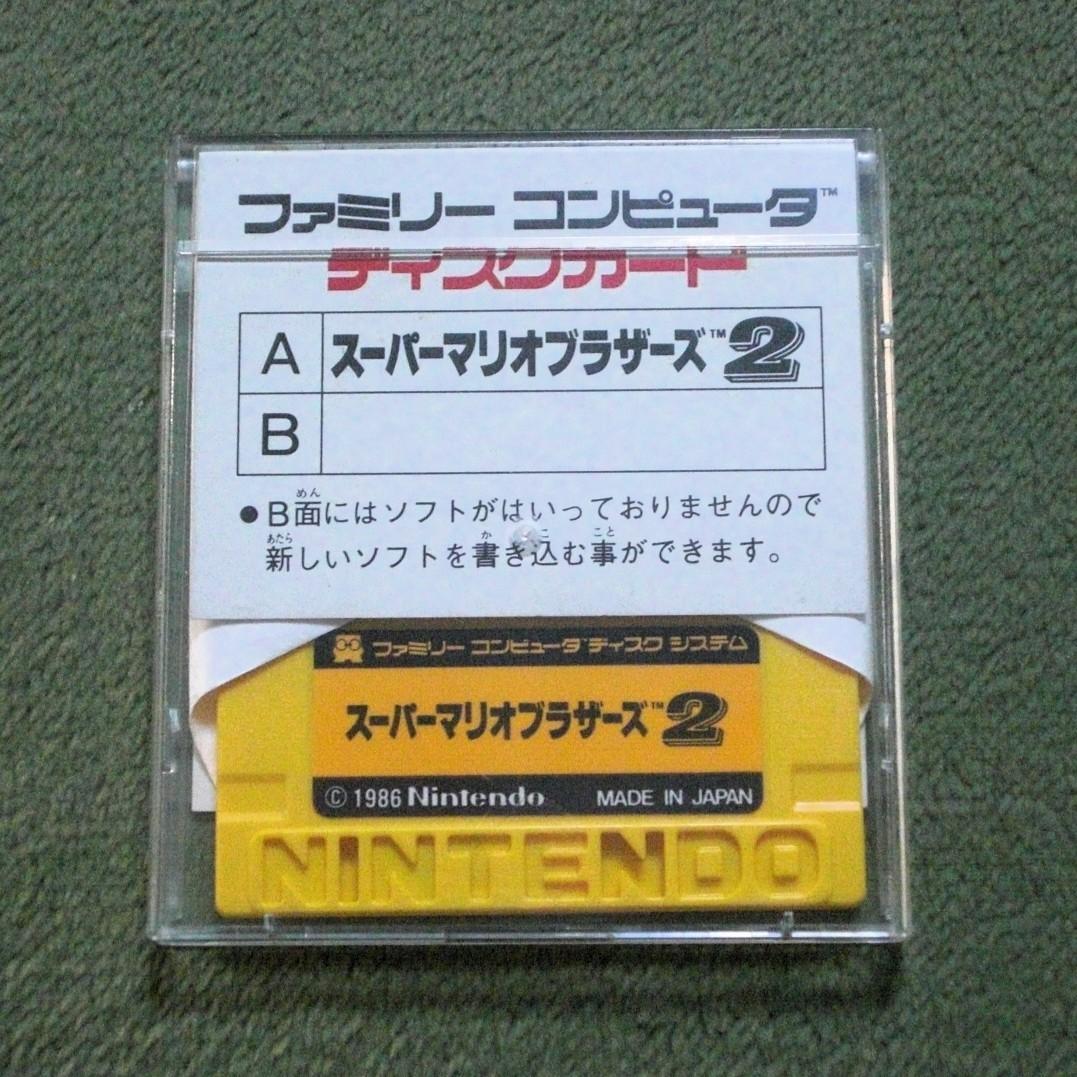 ファミリー コンピュータ™
ディスクカード
A スーパーマリオブラザーズ™2
B
●B面にはソフトがはいっておりませんので
新しいソフトを書き込む事ができます。
ファミリー コンピュータ™ ディスク システム
スーパーマリオブラザーズ™2
©1986 Nintendo MADE IN JAPAN
NINTENDO